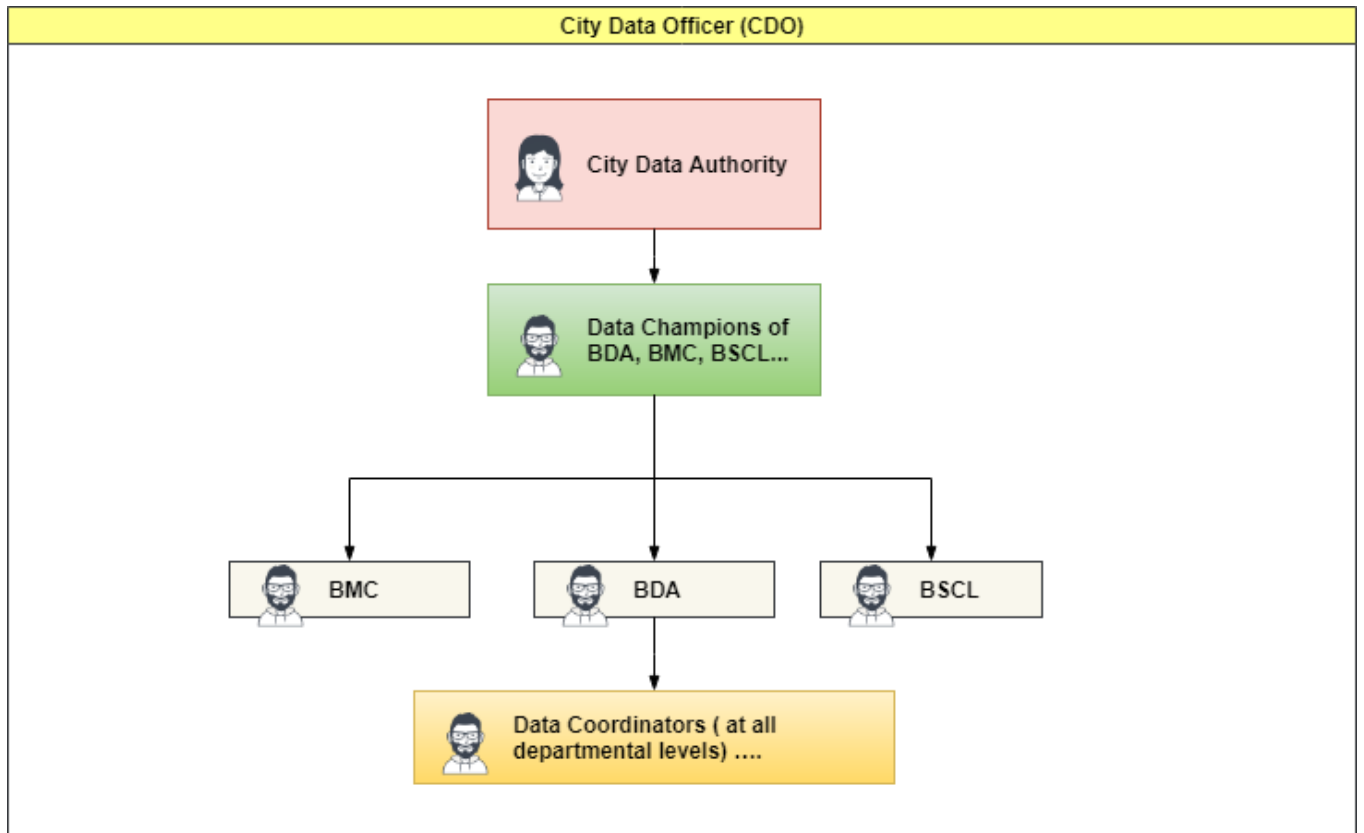 City Data Officer (CDO)
City Data Authority
Data Champions of
BDA, BMC, BSCL...
BMC
BDA
BSCL
Data Coordinators ( at all
departmental levels) ....